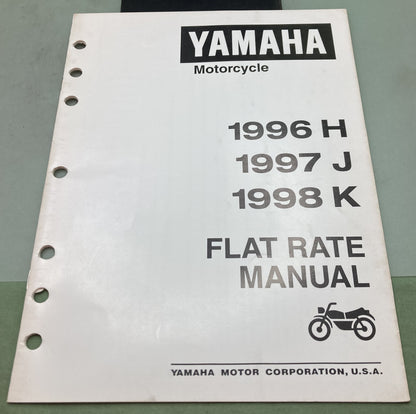 YAMAHA
Motorcycle
1996 H
1997 J
1998 K
FLAT RATE
MANUAL
YAMAHA MOTOR CORPORATION, U.S.A.